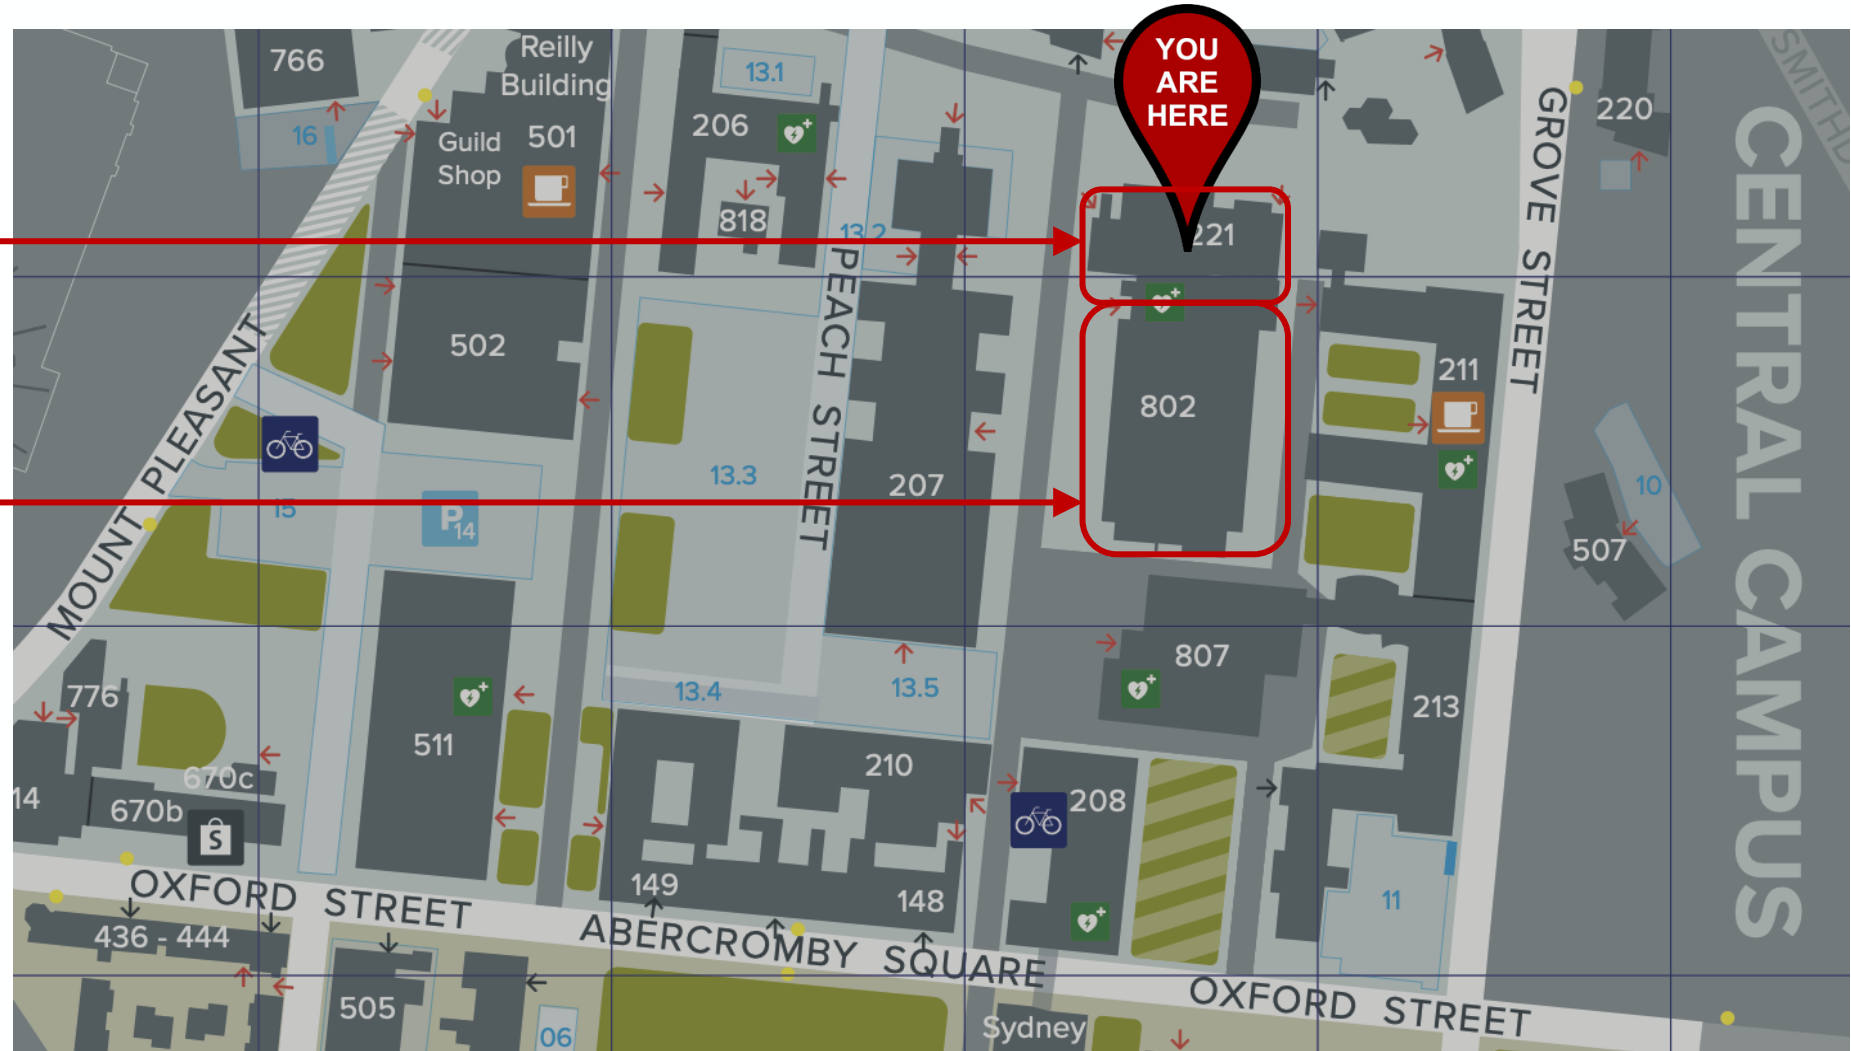 YOU
ARE
HERE
766
Reilly
Building
501
Guild
Shop
16
206
13.1
818
13.2
221
220
SMITHD
GROVE STREET
CENTRAL CAMPUS
502
PEACH STREET
802
211
MOUNT PLEASANT
15
P14
13.3
207
10
507
776
511
13.4
13.5
807
213
670c
14
670b
S
210
208
149
148
11
OXFORD STREET
ABERCROMBY SQUARE
OXFORD STREET
436 - 444
505
06
Sydney